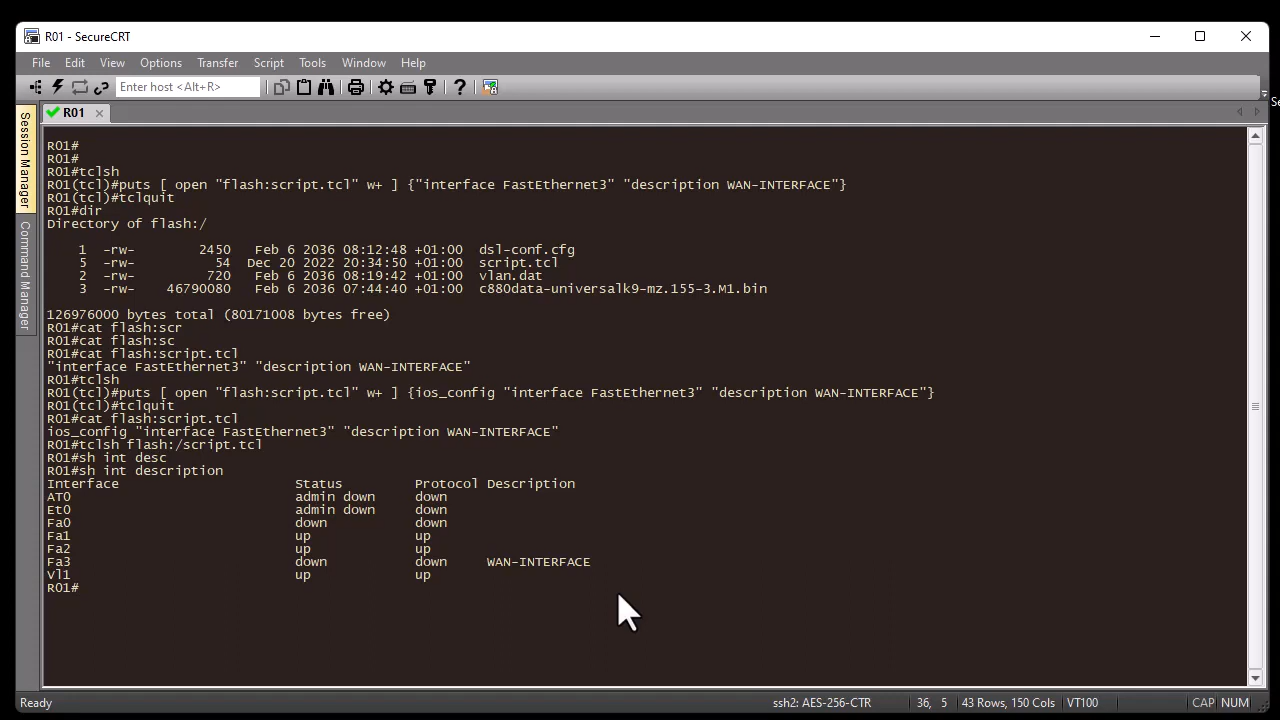 R01 - SecureCRT
File Edit View Options Transfer Script Tools Window Help
Enter host <Alt+R>
R01
Session Manager
Command Manager
R01#
R01#
R01#tclsh
R01(tcl)#puts [ open "flash:script.tcl" w+ ] {"interface FastEthernet3" "description WAN-INTERFACE"}
R01(tcl)#tclquit
R01#dir
Directory of flash:/
1 -rw- 2450 Feb 6 2036 08:12:48 +01:00 dsl-conf.cfg
5 -rw- 54 Dec 20 2022 20:34:50 +01:00 script.tcl
2 -rw- 720 Feb 6 2036 08:19:42 +01:00 vlan.dat
3 -rw- 46790080 Feb 6 2036 07:44:40 +01:00 c880data-universalk9-mz.155-3.M1.bin
126976000 bytes total (80171008 bytes free)
R01#cat flash:scr
R01#cat flash:sc
R01#cat flash:script.tcl
"interface FastEthernet3" "description WAN-INTERFACE"
R01#tclsh
R01(tcl)#puts [ open "flash:script.tcl" w+ ] {ios_config "interface FastEthernet3" "description WAN-INTERFACE"}
R01(tcl)#tclquit
R01#cat flash:script.tcl
ios_config "interface FastEthernet3" "description WAN-INTERFACE"
R01#tclsh flash:/script.tcl
R01#sh int desc
R01#sh int description
Interface Status Protocol Description
AT0 admin down down
Et0 admin down down
Fa0 down down
Fa1 up up
Fa2 up up
Fa3 down down WAN-INTERFACE
Vl1 up up
R01#
Ready ssh2: AES-256-CTR 36, 5 43 Rows, 150 Cols VT100 CAP NUM